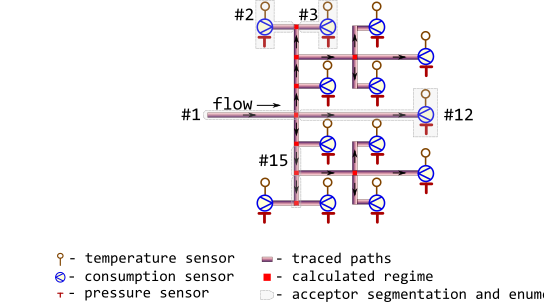 #2 #3
flow
#1 #12
#15
- temperature sensor - traced paths
- consumption sensor - calculated regime
- pressure sensor - acceptor segmentation and enume